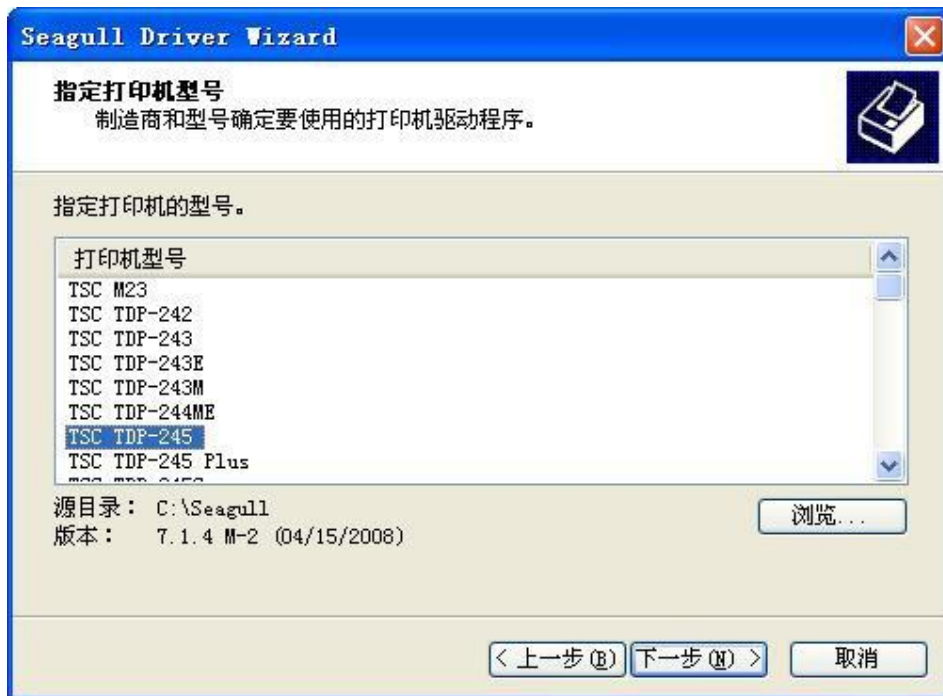 Seagull Driver Wizard
指定打印机型号
制造商和型号确定要使用的打印机驱动程序。
指定打印机的型号。
打印机型号
TSC M23
TSC TDP-242
TSC TDP-243
TSC TDP-243E
TSC TDP-243M
TSC TDP-244ME
TSC TDP-245
TSC TDP-245 Plus
源目录： C:\Seagull
浏览...
版本： 7.1.4 M-2 (04/15/2008)
< 上一步(B) 下一步(N) > 取消